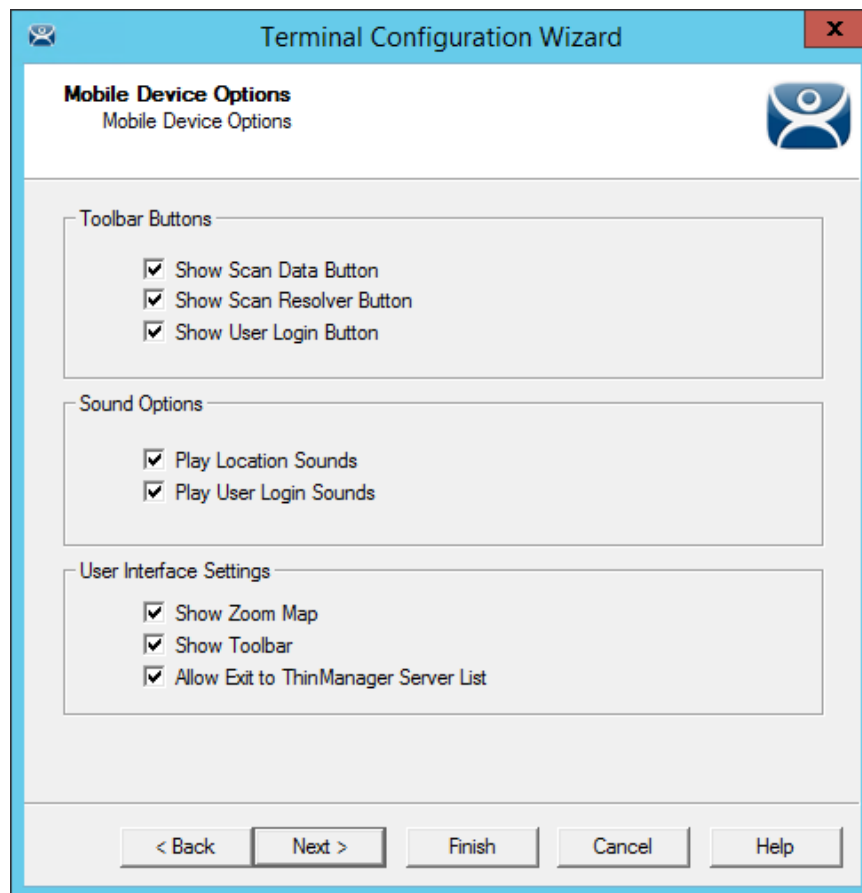 Terminal Configuration Wizard
x
Mobile Device Options
Mobile Device Options
Toolbar Buttons
Show Scan Data Button
Show Scan Resolver Button
Show User Login Button
Sound Options
Play Location Sounds
Play User Login Sounds
User Interface Settings
Show Zoom Map
Show Toolbar
Allow Exit to ThinManager Server List
< Back Next > Finish Cancel Help